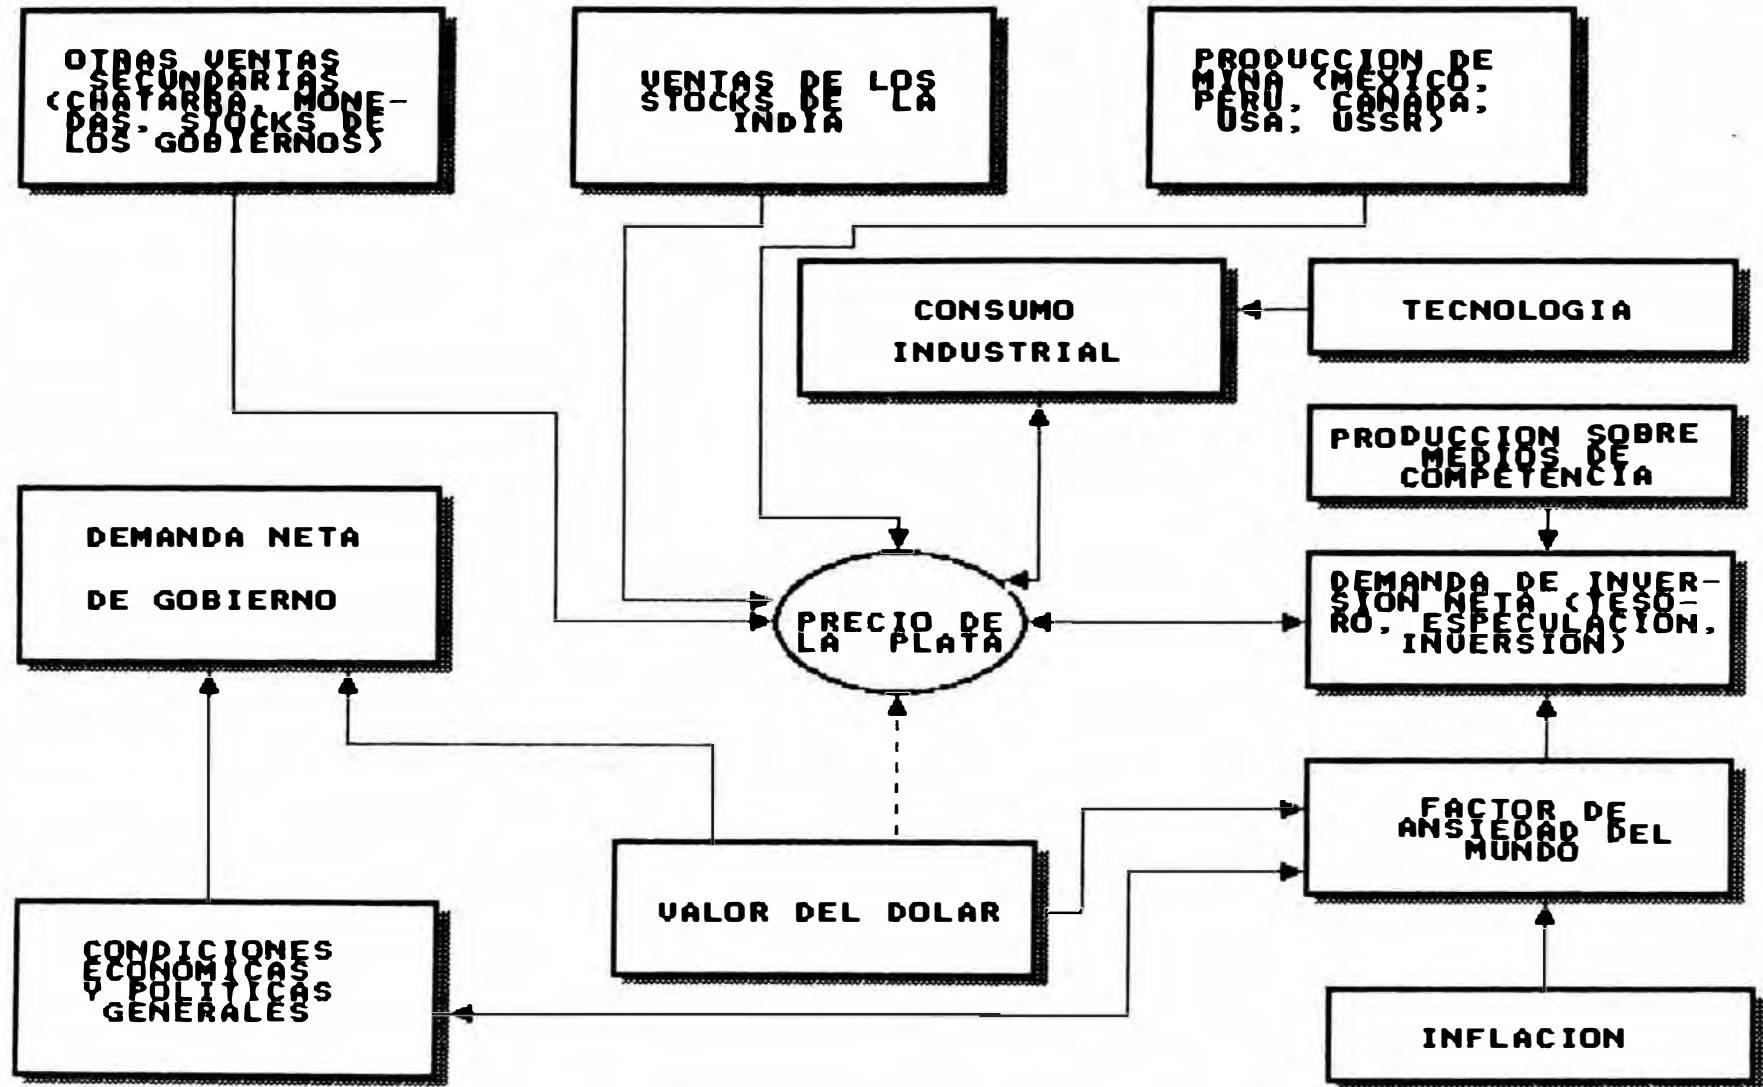 OTRAS VENTAS
SECUNDARIAS
(CHATARRA, MONE-
DAS, STOCKS DE
LOS GOBIERNOS)
VENTAS DE LOS
STOCKS DE LA
INDIA
PRODUCCION DE
MINA (MEXICO,
PERU, CANADA,
USA, USSR)
CONSUMO
INDUSTRIAL
TECNOLOGIA
PRODUCCION SOBRE
MEDIOS DE
COMPETENCIA
DEMANDA NETA
DE GOBIERNO
PRECIO DE
LA PLATA
DEMANDA DE INVER-
SION NETA (TESO-
RO, ESPECULACION,
INVERSION)
FACTOR DE
ANSIEDAD DEL
MUNDO
VALOR DEL DOLAR
CONDICIONES
ECONOMICAS
Y POLITICAS
GENERALES
INFLACION